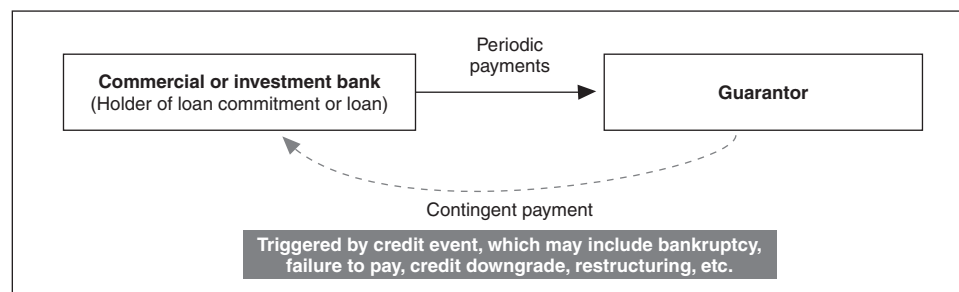 Periodic
payments
Commercial or investment bank
(Holder of loan commitment or loan)
Guarantor
Contingent payment
Triggered by credit event, which may include bankruptcy,
failure to pay, credit downgrade, restructuring, etc.